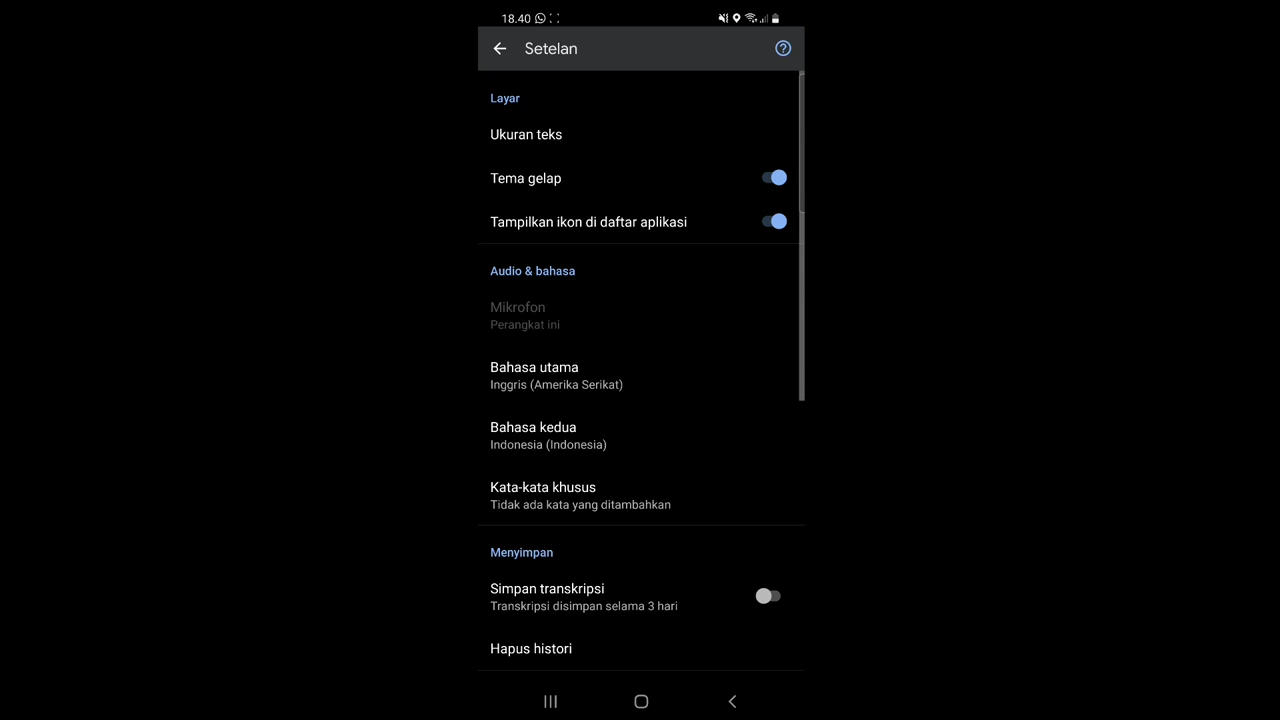 18.40
Setelan
Layar
Ukuran teks
Tema gelap
Tampilkan ikon di daftar aplikasi
Audio & bahasa
Mikrofon
Perangkat ini
Bahasa utama
Inggris (Amerika Serikat)
Bahasa kedua
Indonesia (Indonesia)
Kata-kata khusus
Tidak ada kata yang ditambahkan
Menyimpan
Simpan transkripsi
Transkripsi disimpan selama 3 hari
Hapus histori